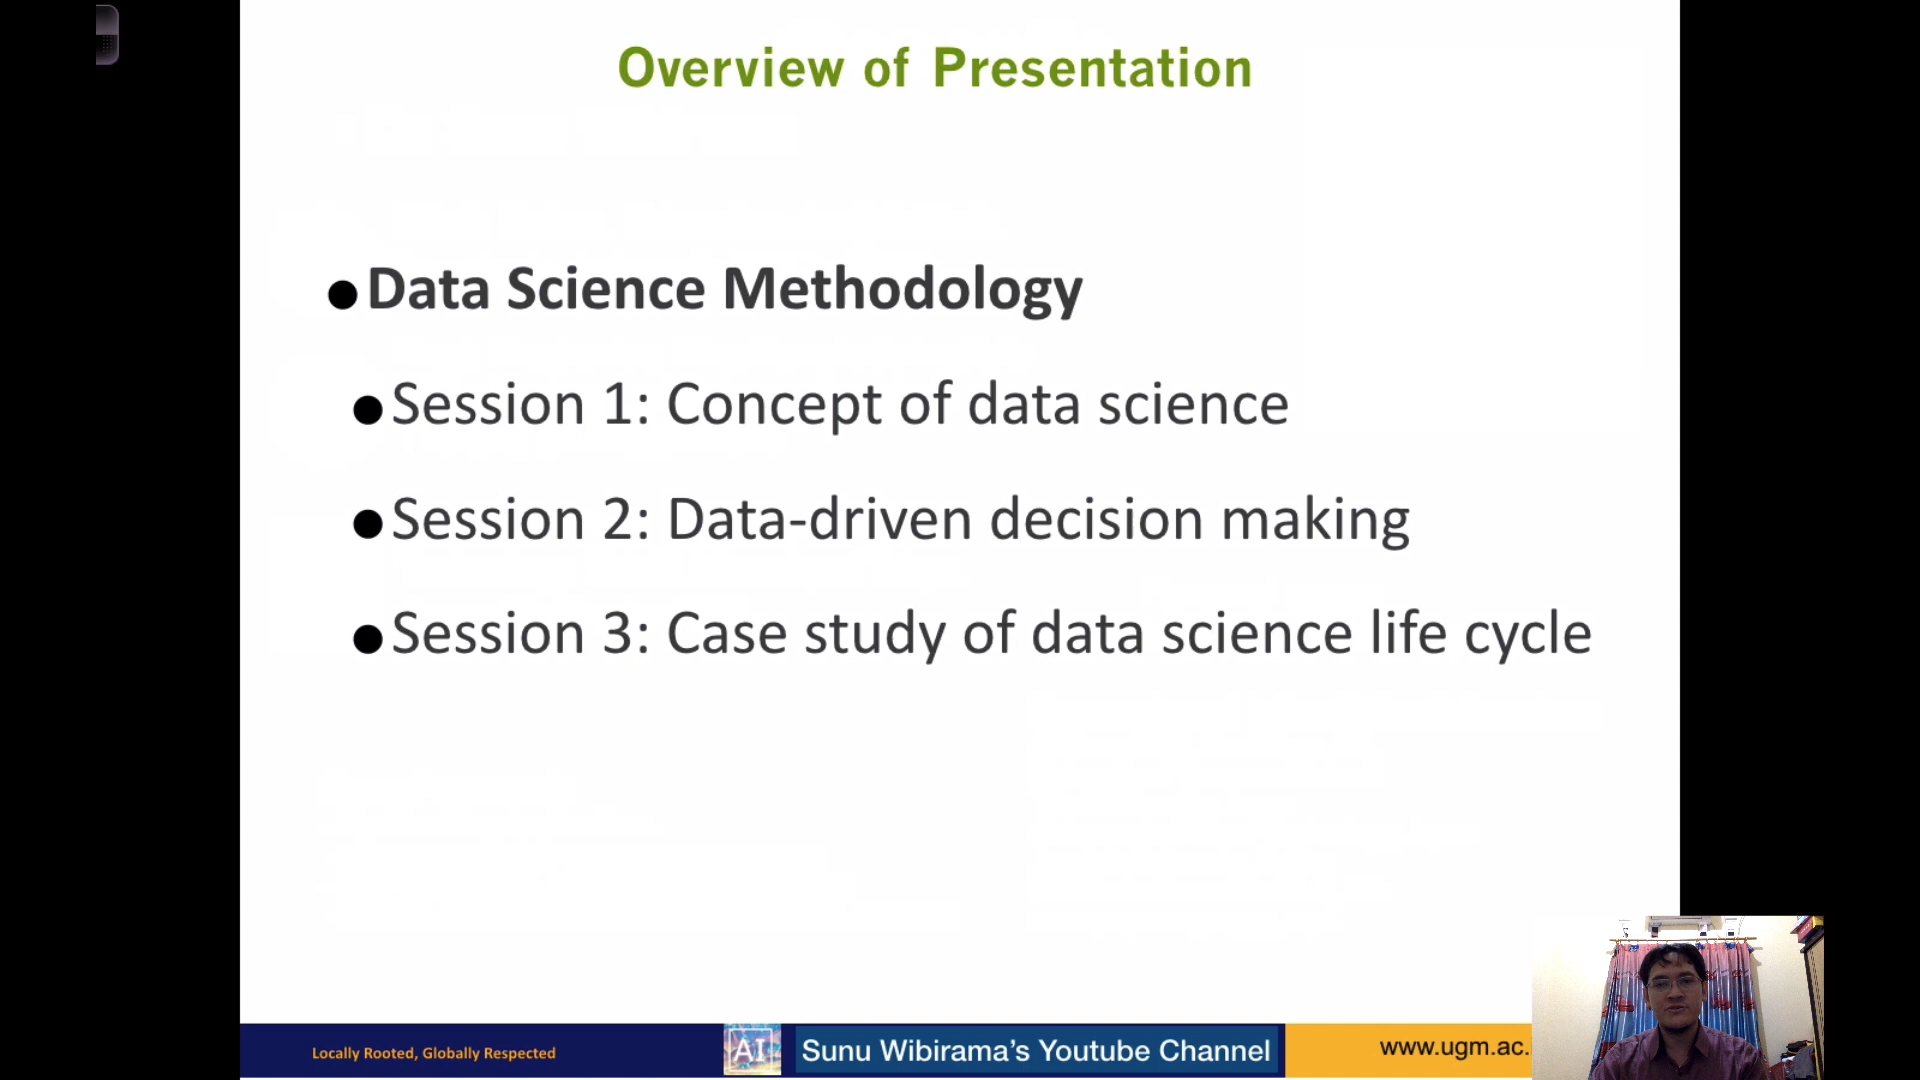 Overview of Presentation
Data Science Methodology
Session 1: Concept of data science
Session 2: Data-driven decision making
Session 3: Case study of data science life cycle
Locally Rooted, Globally Respected
AI
Sunu Wibirama's Youtube Channel
www.ugm.ac.